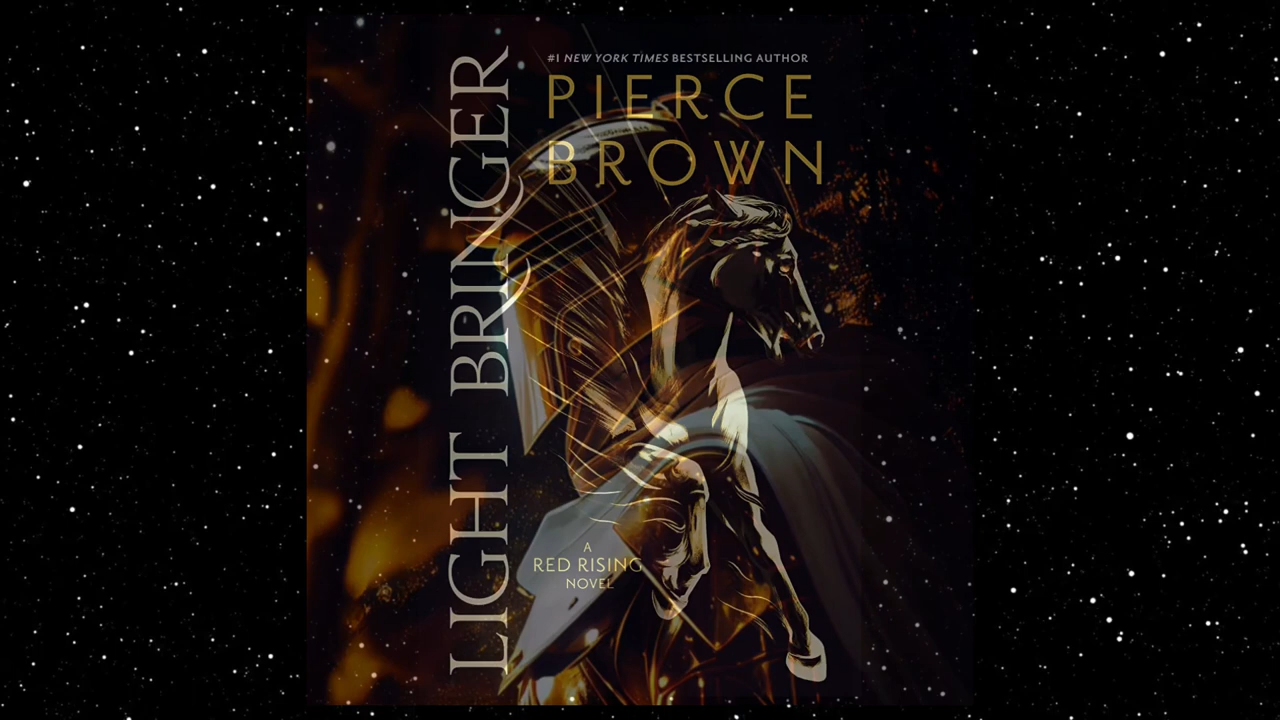 #1 NEW YORK TIMES BESTSELLING AUTHOR
PIERCE
BROWN
LIGHT BRINGER
A
RED RISING
NOVEL